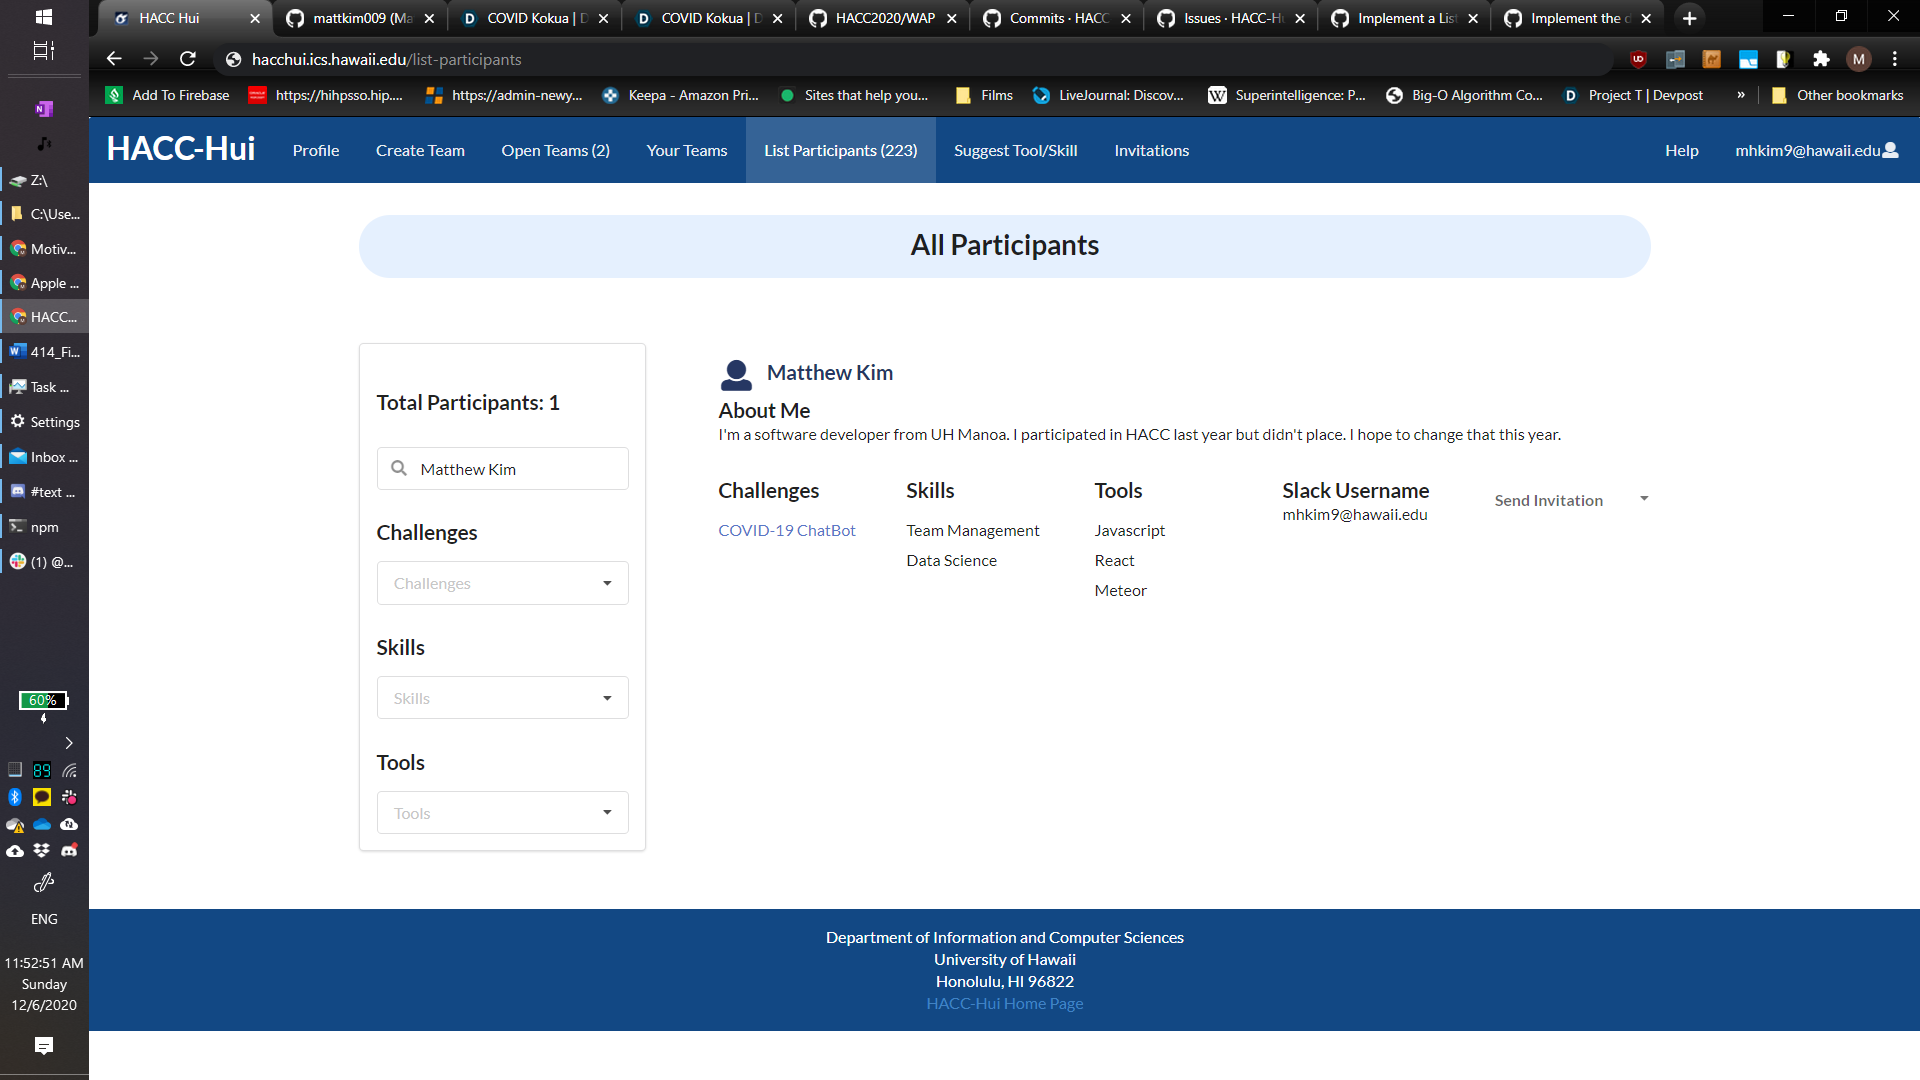 HACC Hui
mattkim009 (Ma
COVID Kokua | D
COVID Kokua | D
HACC2020/WAP
Commits · HACC
Issues · HACC-Hu
Implement a List
Implement the d
hacchui.ics.hawaii.edu/list-participants
M
Add To Firebase
https://hihpsso.hip....
https://admin-newy...
Keepa - Amazon Pri...
Sites that help you...
Films
LiveJournal: Discov...
Superintelligence: P...
Big-O Algorithm Co...
Project T | Devpost
»
Other bookmarks
HACC-Hui
Profile
Create Team
Open Teams (2)
Your Teams
List Participants (223)
Suggest Tool/Skill
Invitations
Help
mhkim9@hawaii.edu
All Participants
Total Participants: 1
Matthew Kim
Challenges
Challenges
Skills
Skills
Tools
Tools
Matthew Kim
About Me
I'm a software developer from UH Manoa. I participated in HACC last year but didn't place. I hope to change that this year.
Challenges
COVID-19 ChatBot
Skills
Team Management
Data Science
Tools
Javascript
React
Meteor
Slack Username
mhkim9@hawaii.edu
Send Invitation
Department of Information and Computer Sciences
University of Hawaii
Honolulu, HI 96822
HACC-Hui Home Page
Z:\
C:\Use...
Motiv...
Apple ...
HACC...
414_Fi...
Task ...
Settings
Inbox ...
#text ...
npm
(1) @...
60%
89
ENG
11:52:51 AM
Sunday
12/6/2020